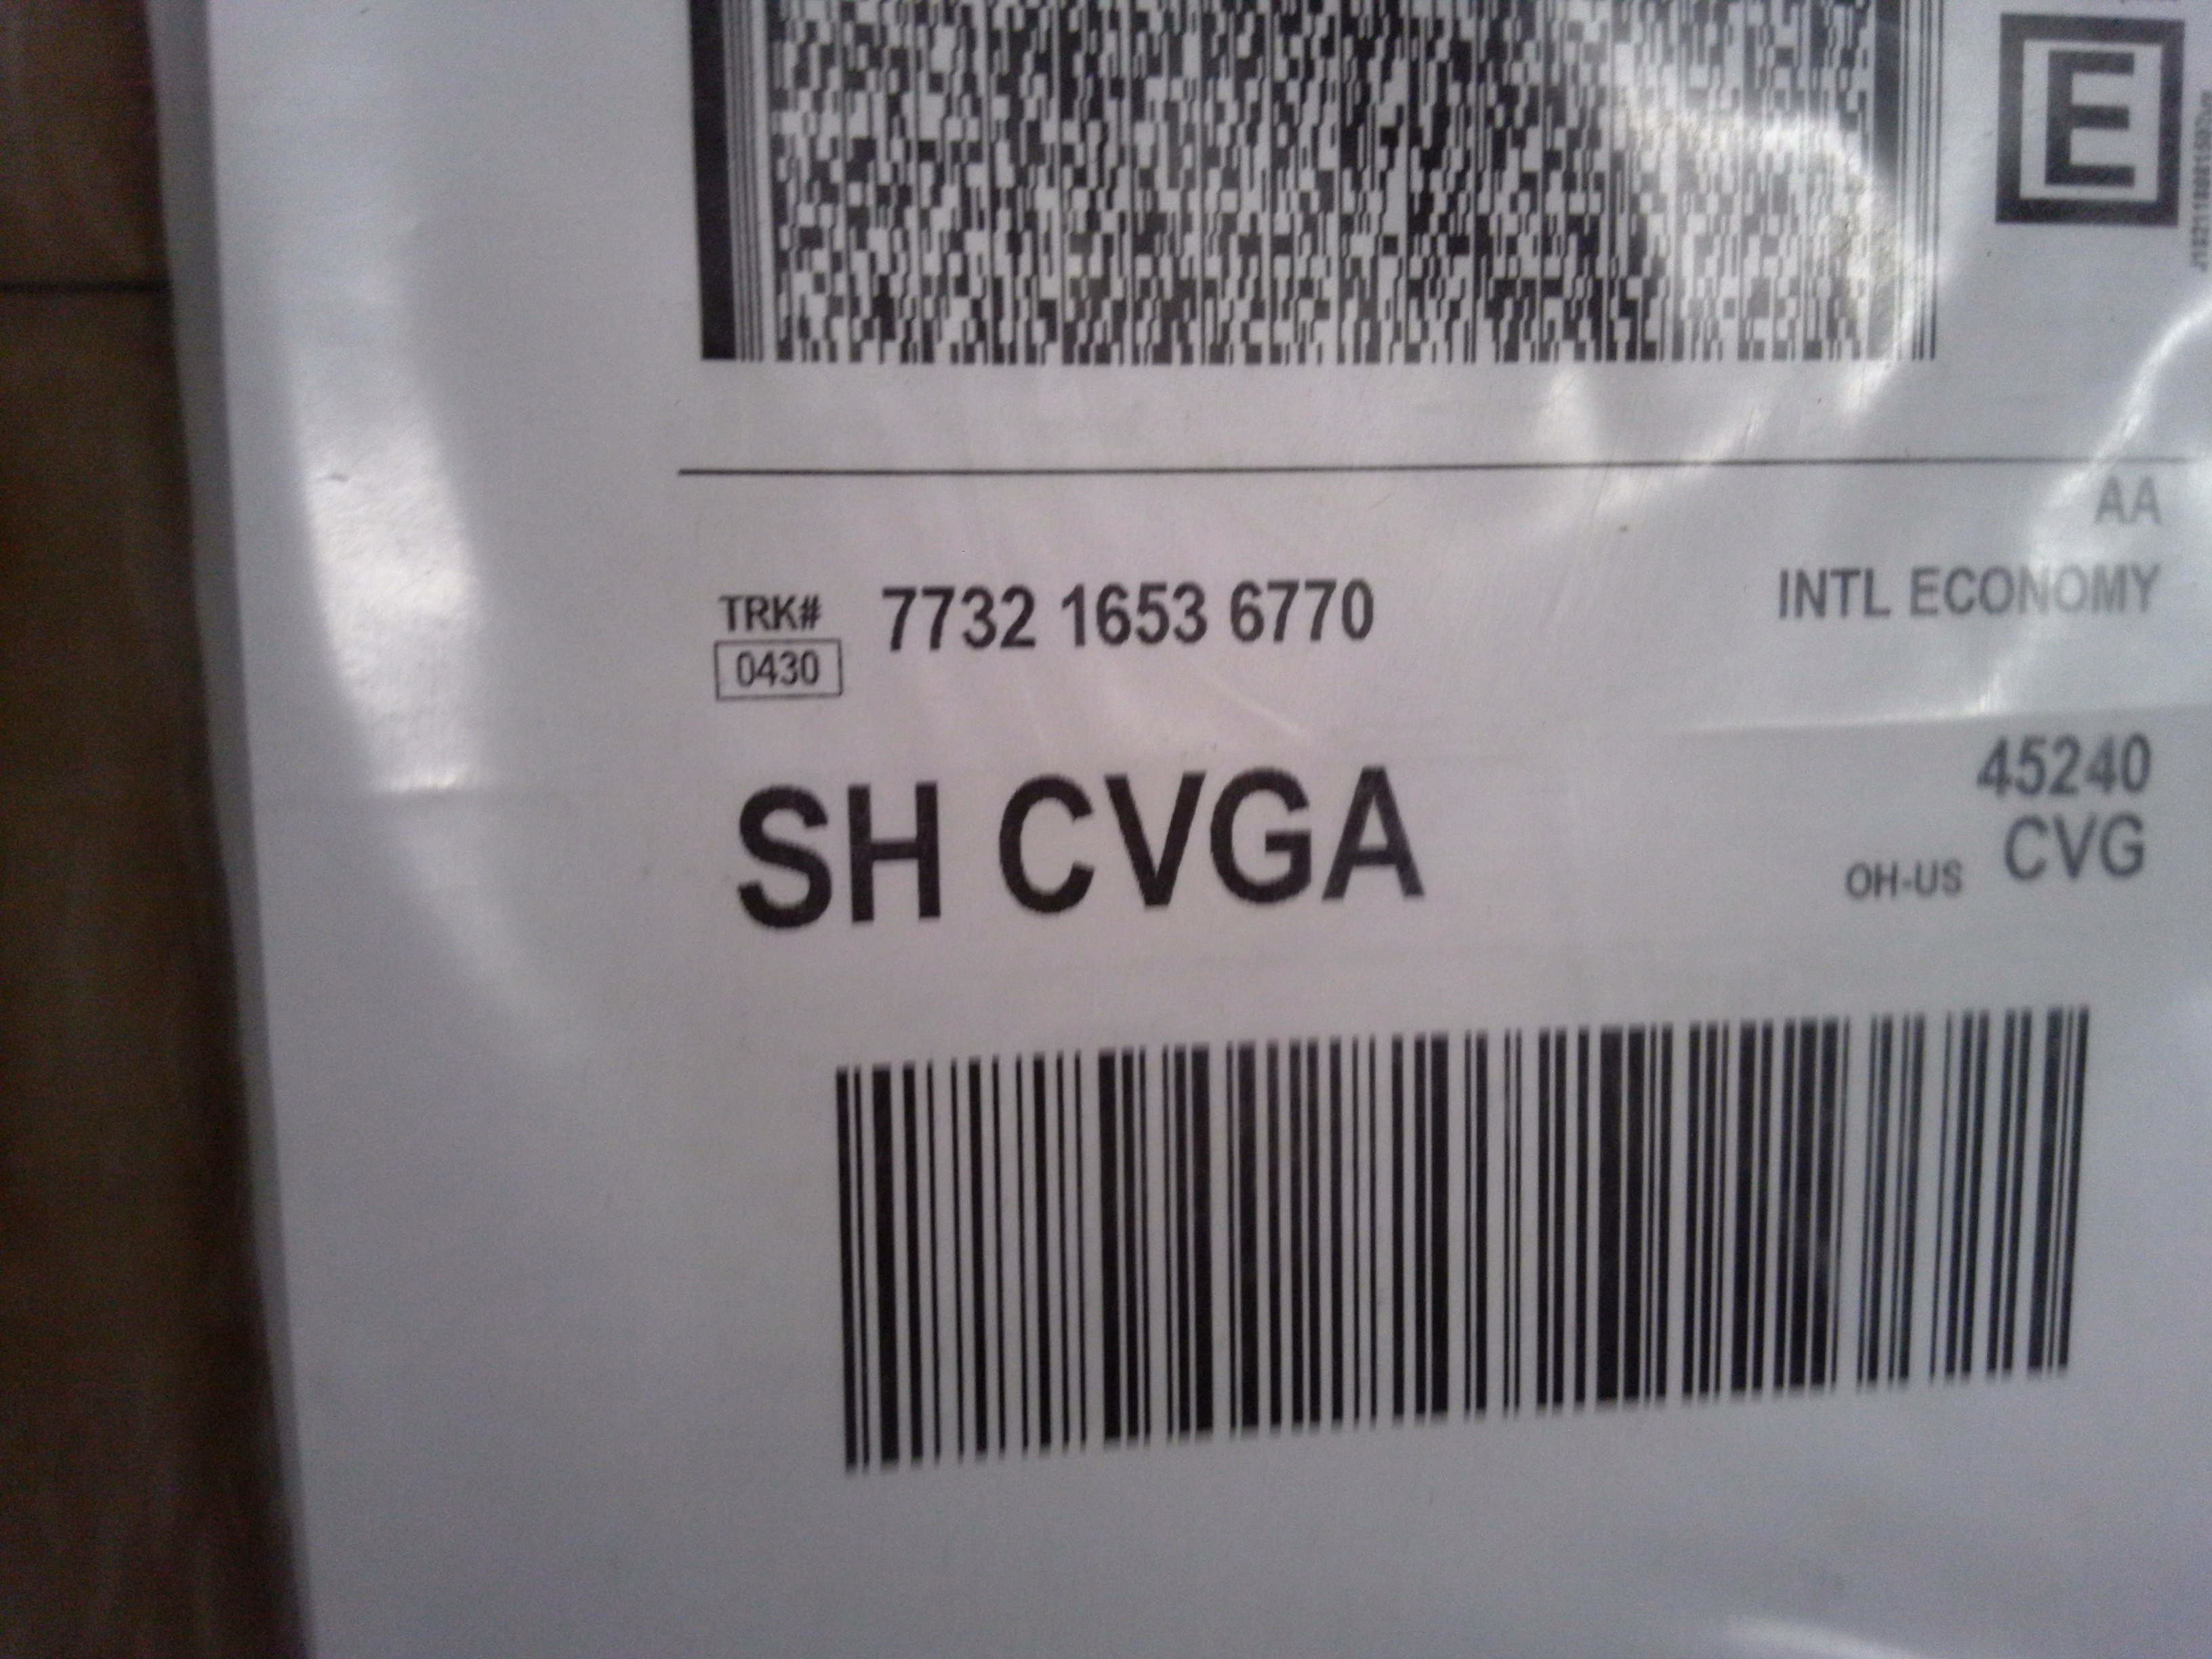 E
AA
TRK# 7732 1653 6770
INTL ECONOMY
0430
45240
SH CVGA
OH-US CVG